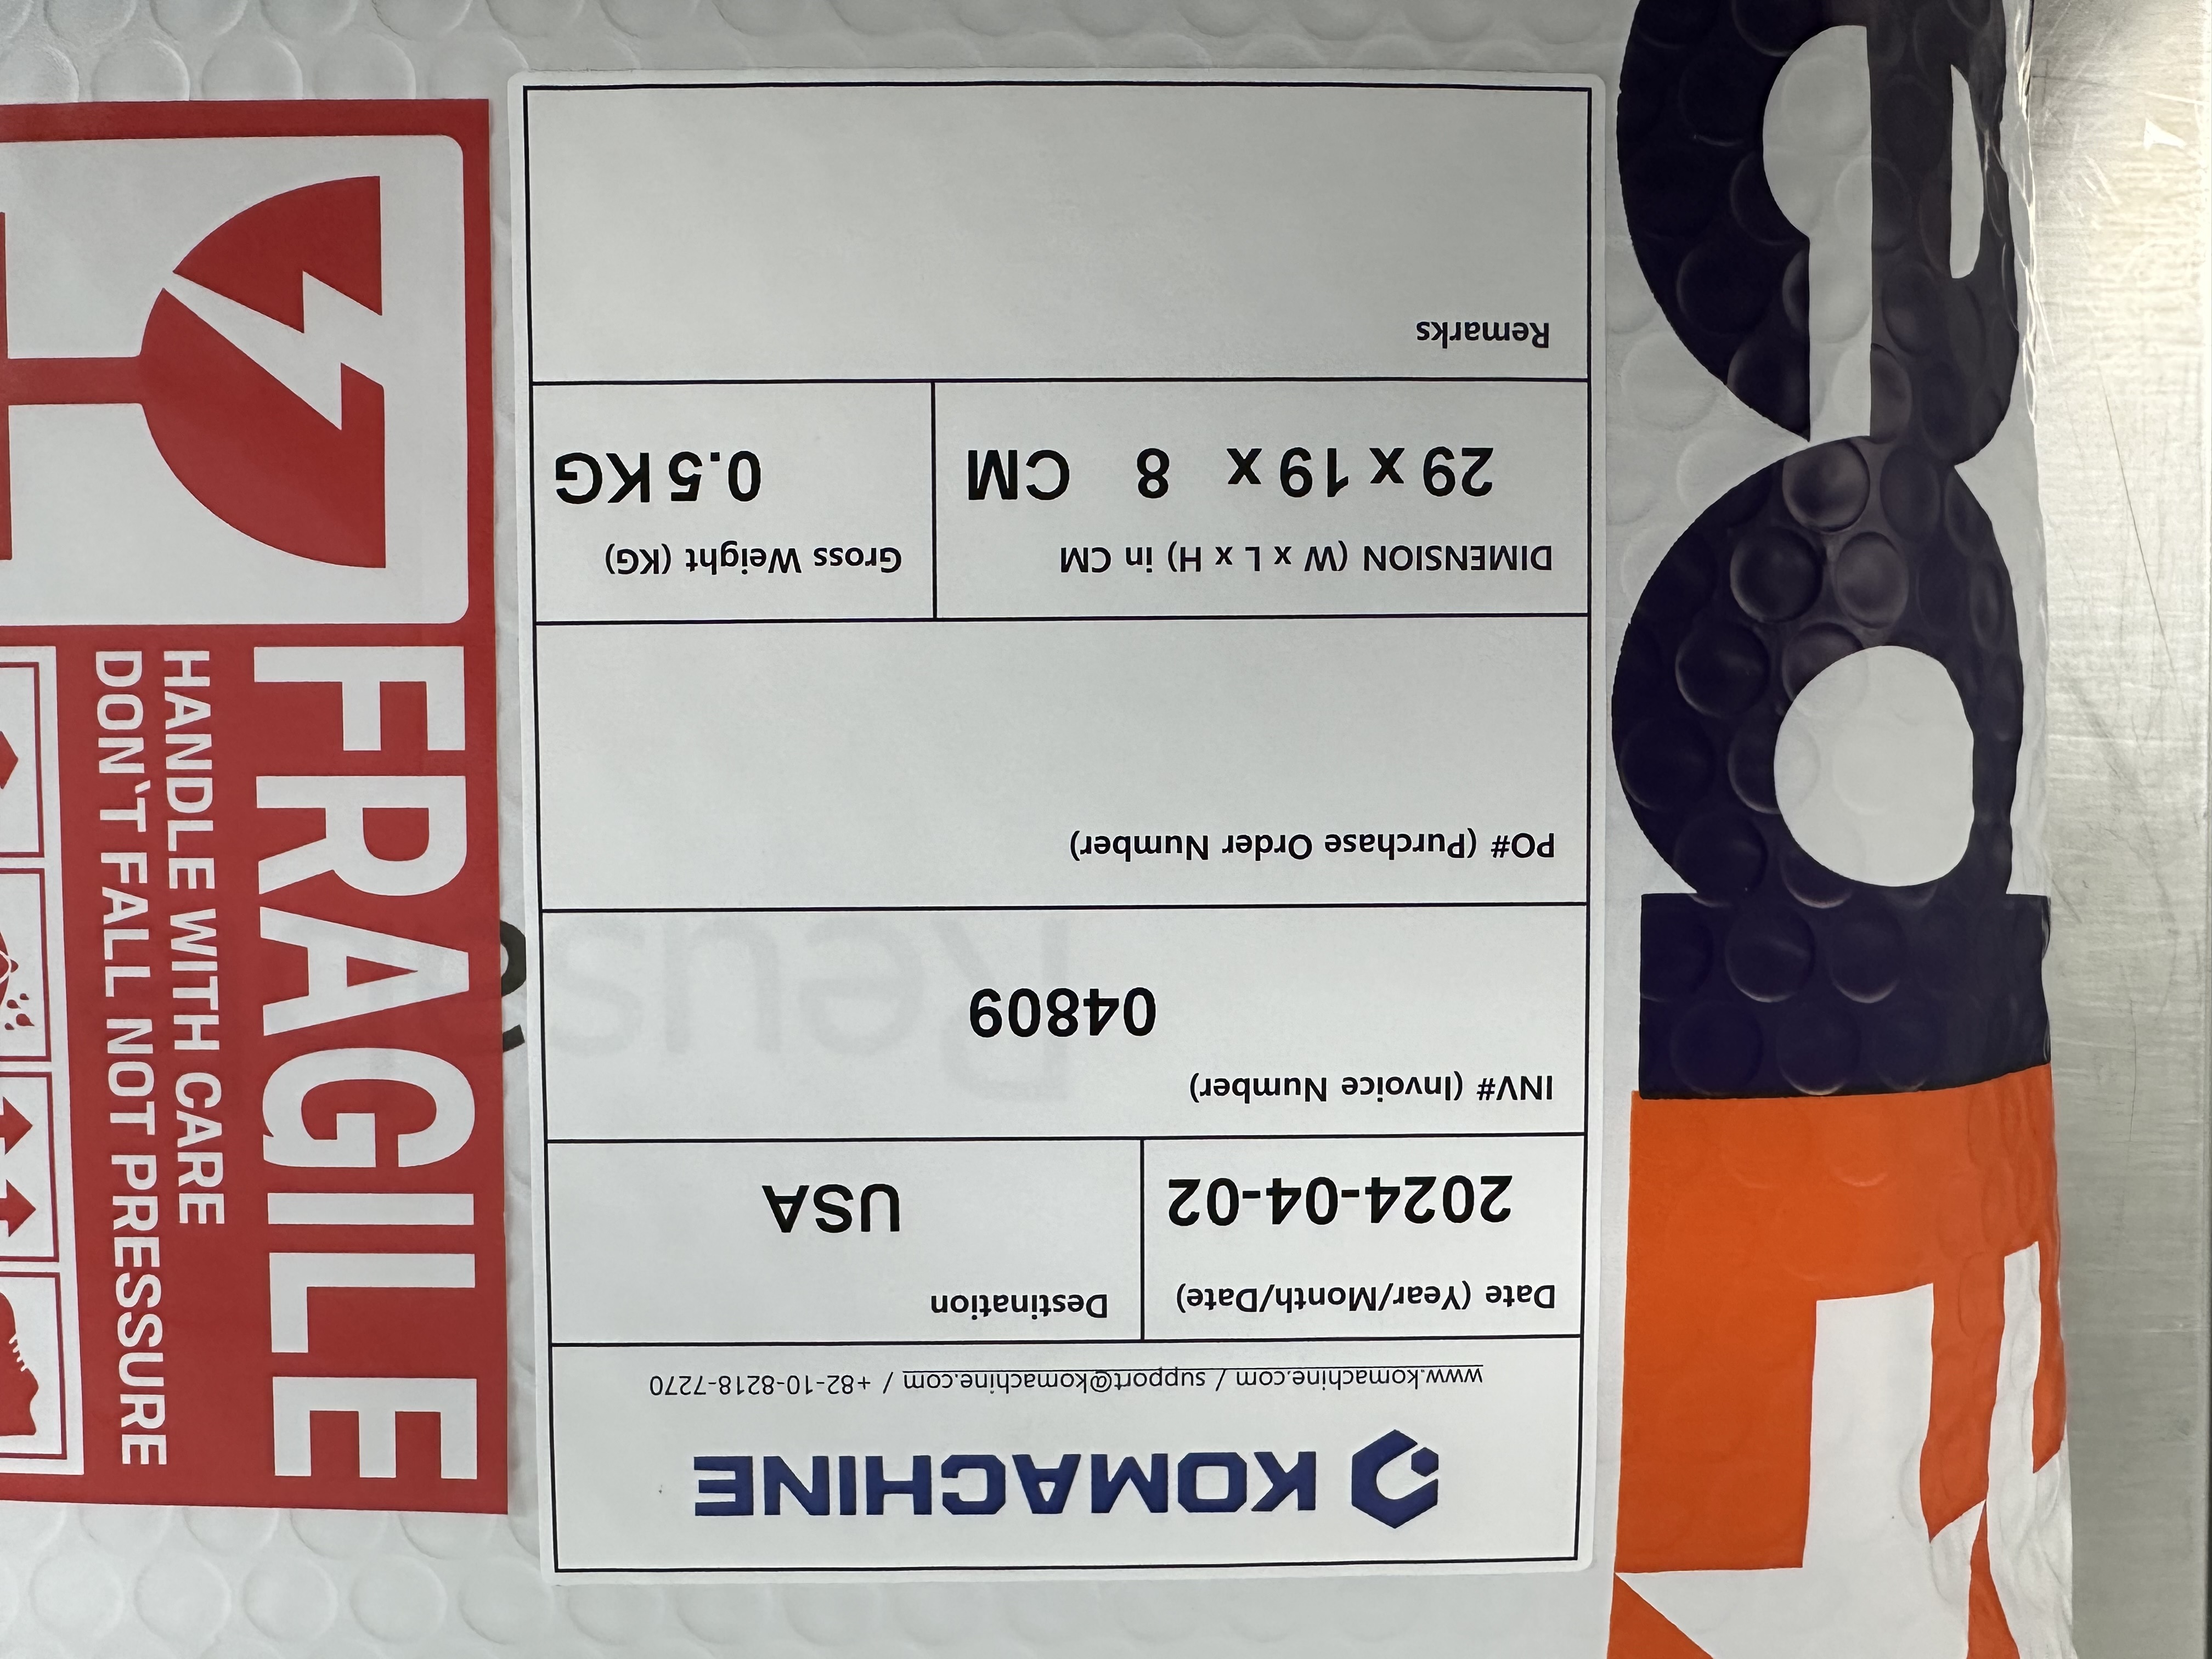 KOMACHINE
www.komachine.com / support@komachine.com / +82-10-8218-7270
Date (Year/Month/Date)
2024-04-02
Destination
USA
INV# (Invoice Number)
04809
PO# (Purchase Order Number)
DIMENSION (W x L x H) in CM
29 x 19 x 8 CM
Gross Weight (KG)
0.5 KG
Remarks
FRAGILE
HANDLE WITH CARE
DON'T FALL NOT PRESSURE